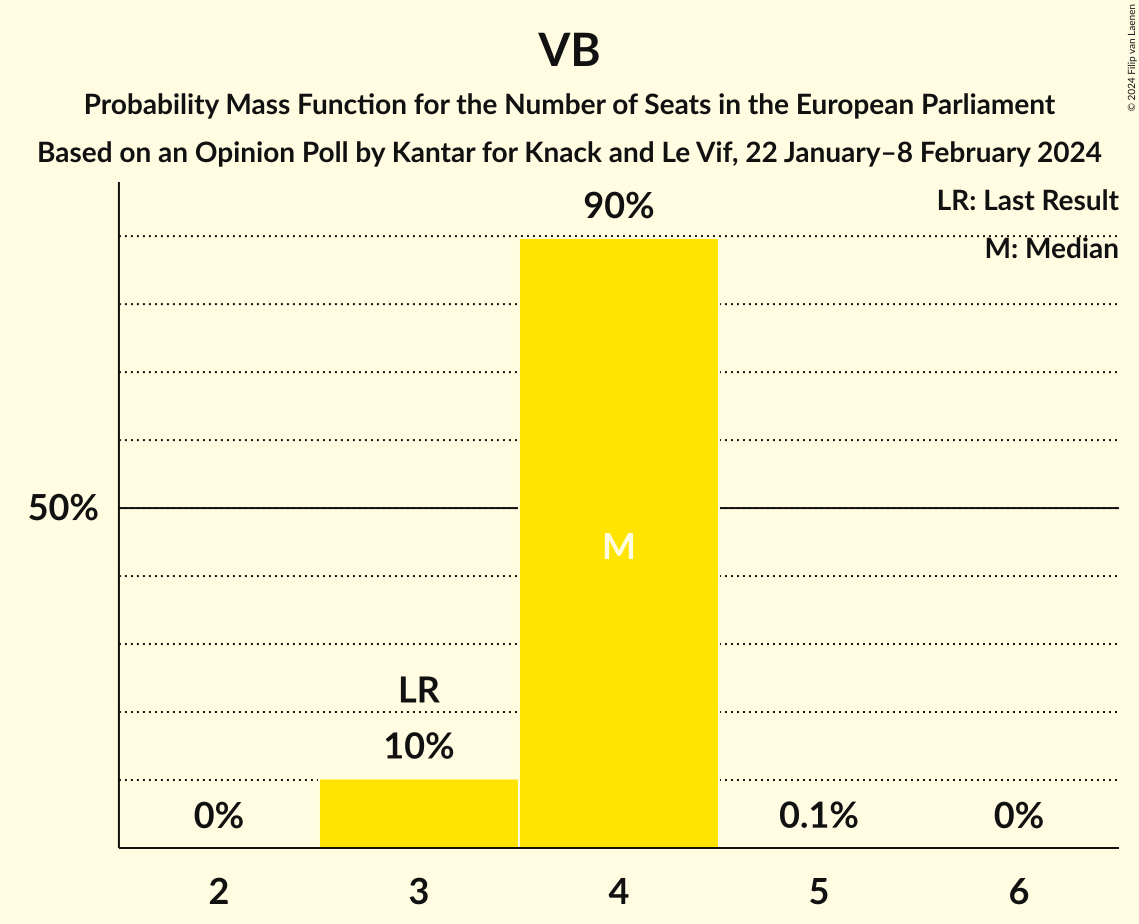 VB
Probability Mass Function for the Number of Seats in the European Parliament
Based on an Opinion Poll by Kantar for Knack and Le Vif, 22 January–8 February 2024
© 2024 Filip van Laenen
LR: Last Result
M: Median
90%
50%
M
LR
10%
0%
0.1%
0%
2
3
4
5
6